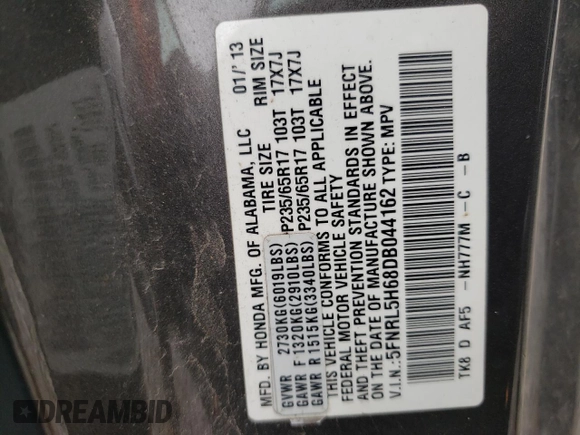 MFD. BY HONDA MFG. OF ALABAMA, LLC 01/'13
TIRE SIZE RIM SIZE
GVWR 2730KG(6019LBS)
GAWR F 1320KG(2910LBS) P235/65R17 103T 17X7J
GAWR R 1515KG(3340LBS) P235/65R17 103T 17X7J
THIS VEHICLE CONFORMS TO ALL APPLICABLE
FEDERAL MOTOR VEHICLE SAFETY
AND THEFT PREVENTION STANDARDS IN EFFECT
ON THE DATE OF MANUFACTURE SHOWN ABOVE.
V.I.N.:5FNRL5H68DB044162 TYPE: MPV
TK8 D AF5 -NH777M -C -B
DREAMBID